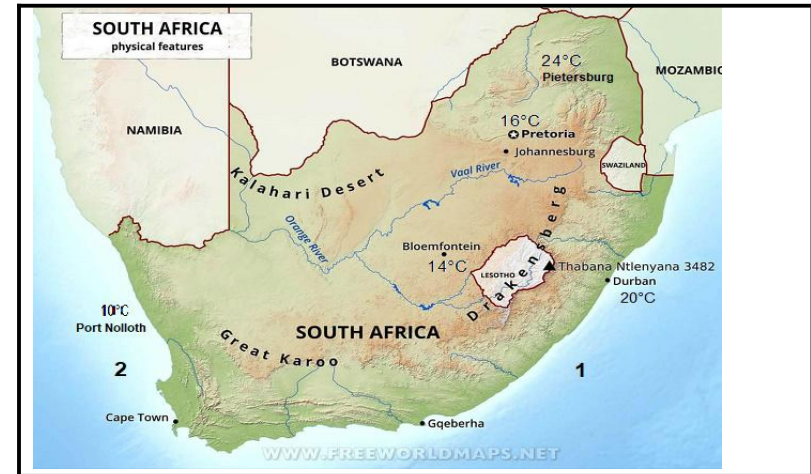 SOUTH AFRICA
physical features
BOTSWANA
24°C
Pietersburg
MOZAMBIC
NAMIBIA
16°C
Pretoria
Johannesburg
SWAZILAND
Kalahari Desert
Vaal River
Orange River
Bloemfontein
14°C
LESOTHO
Drakensberg
Thabana Ntlenyana 3482
Durban
20°C
10°C
Port Nolloth
Great Karoo
SOUTH AFRICA
2
1
Cape Town
Gqeberha
WWW.FREEWORLDMAPS.NET